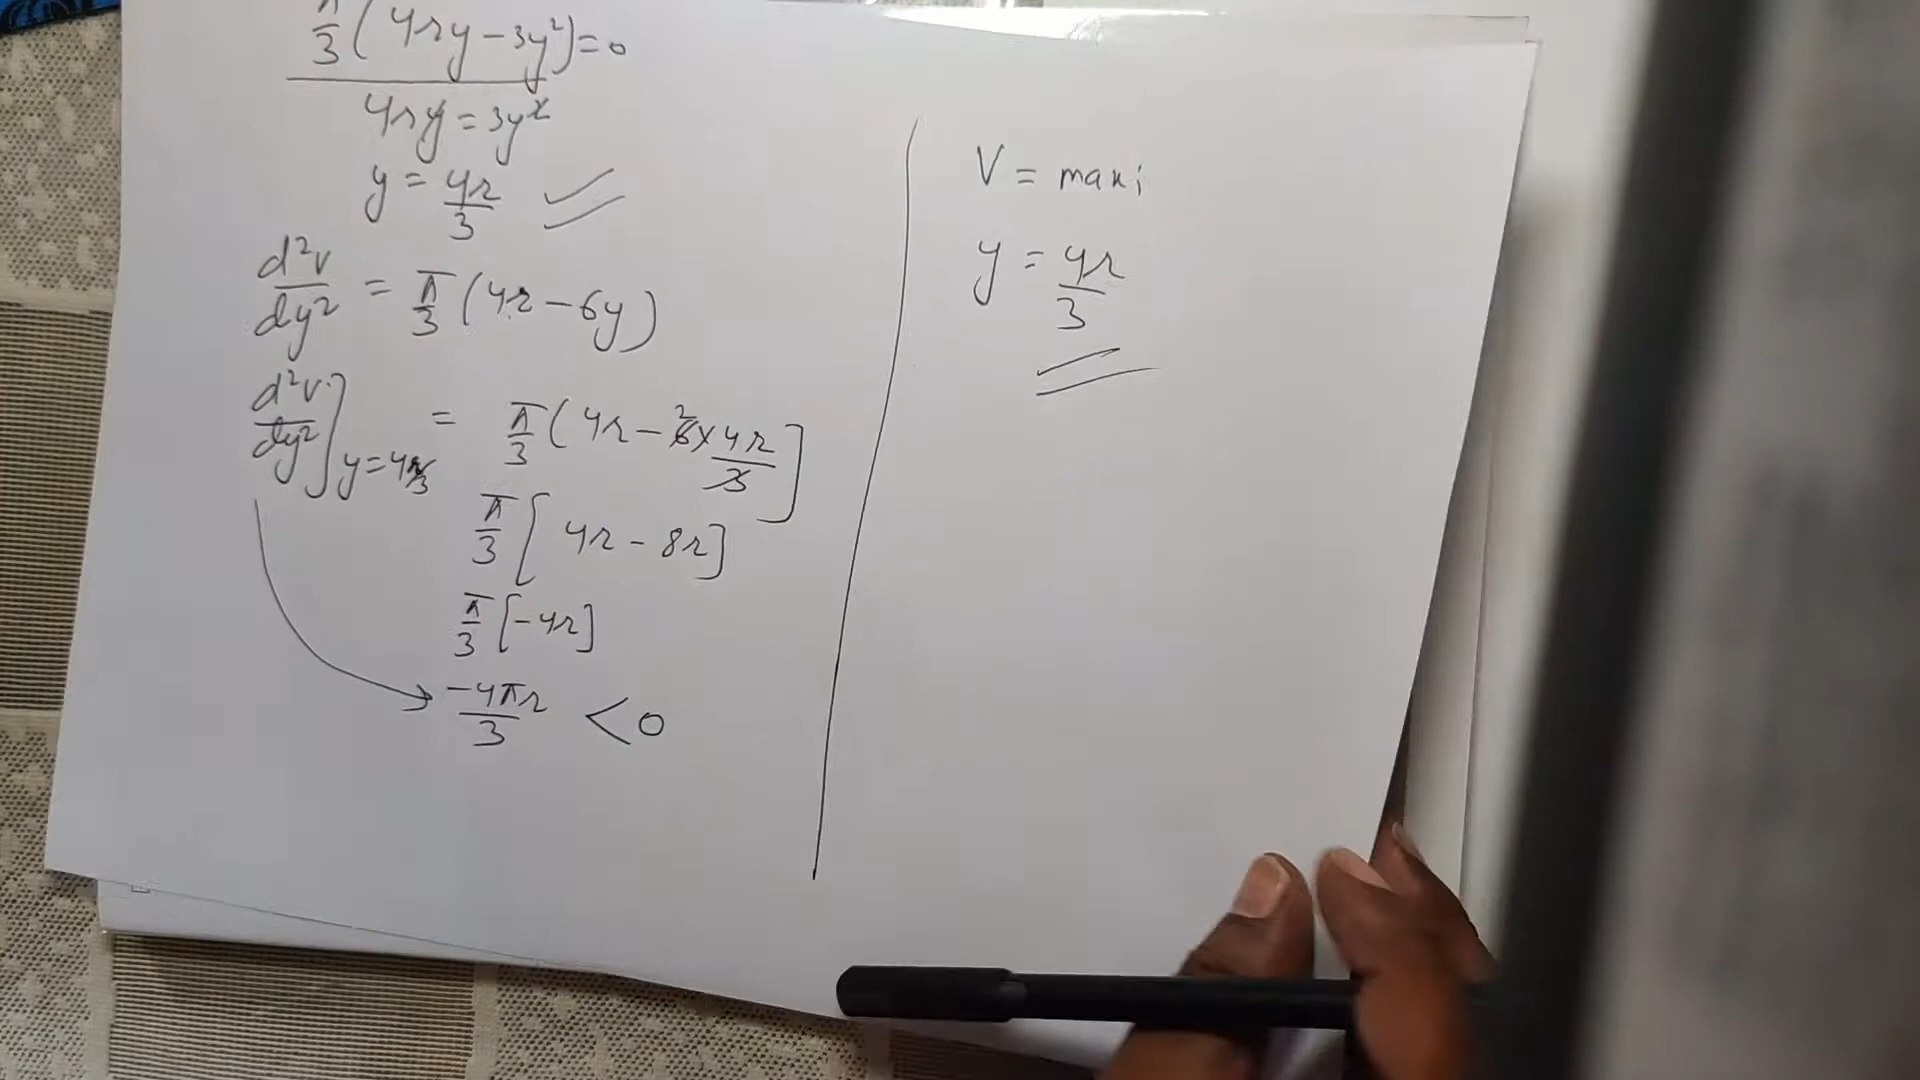 π/3 (4ry - 3y²) = 0
4ry = 3y²
y = 4r/3
d²v/dy² = π/3 (4r - 6y)
d²v/dy²]y=4r/3 = π/3 (4r - 6² × 4r/3]
π/3 [4r - 8r]
π/3 [-4r]
-4πr/3 < 0
V = maxi
y = 4r/3